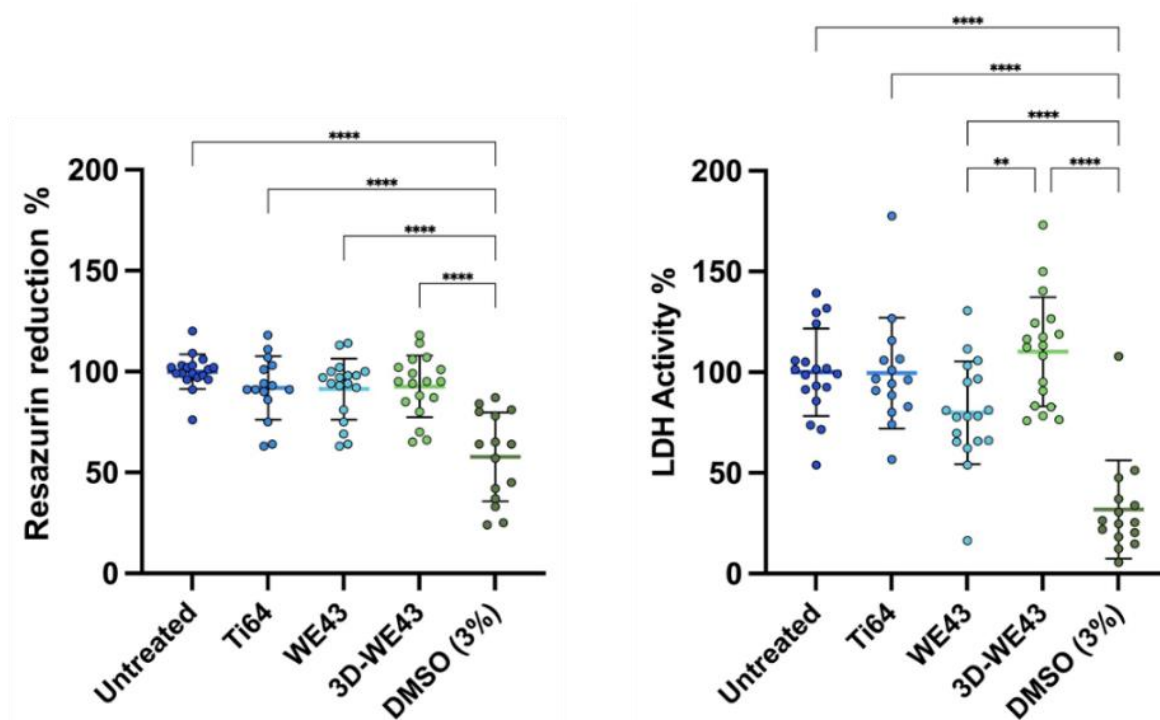 ****
****
****
****
200
150
100
50
0
Resazurin reduction %
Untreated
Ti64
WE43
3D-WE43
DMSO (3%)
****
****
****
**
****
200
150
100
50
0
LDH Activity %
Untreated
Ti64
WE43
3D-WE43
DMSO (3%)